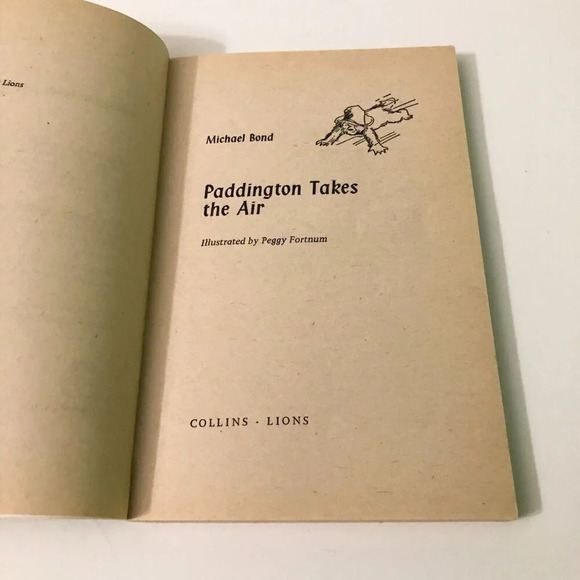 Lions
Michael Bond
Paddington Takes
the Air
Illustrated by Peggy Fortnum
COLLINS · LIONS